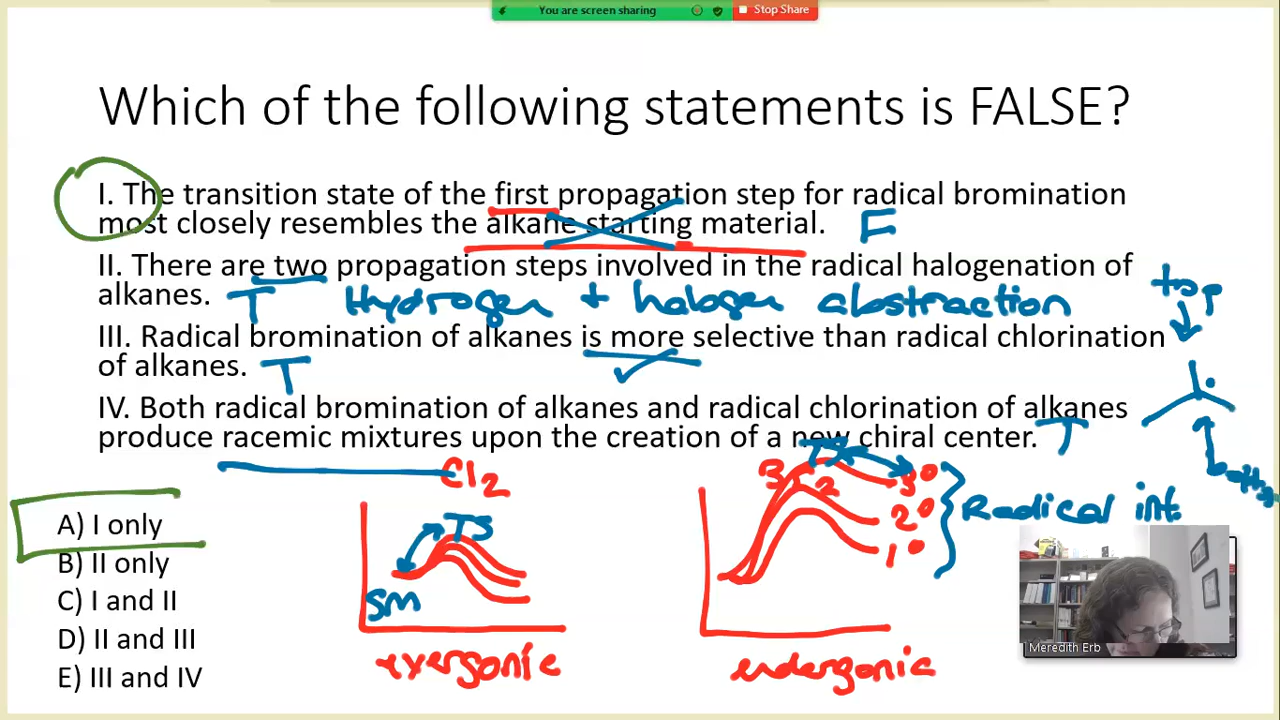 You are screen sharing
Stop Share
Which of the following statements is FALSE?
I. The transition state of the first propagation step for radical bromination
most closely resembles the alkane starting material. F
II. There are two propagation steps involved in the radical halogenation of
alkanes. T Hydrogen + halogen abstraction
top
III. Radical bromination of alkanes is more selective than radical chlorination
of alkanes. T
IV. Both radical bromination of alkanes and radical chlorination of alkanes
produce racemic mixtures upon the creation of a new chiral center. T
Cl2
Br2
TS
3°
2°
1°
Radical int
TS
SM
exergonic
endergonic
A) I only
B) II only
C) I and II
D) II and III
E) III and IV
Meredith Erb